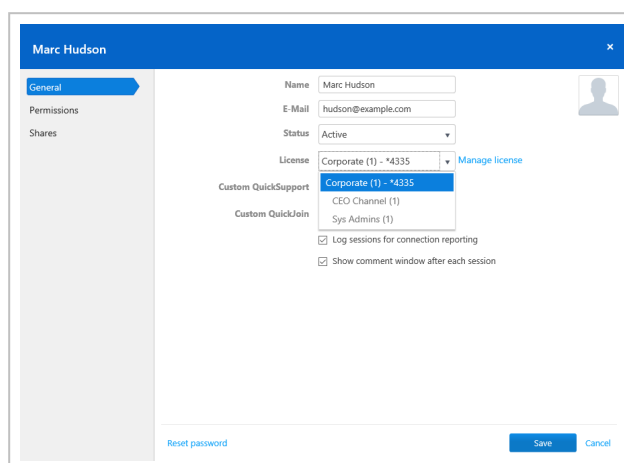 Marc Hudson ×
General
Permissions
Shares
Name Marc Hudson
E-Mail hudson@example.com
Status Active
License Corporate (1) - *4335 Manage license
Corporate (1) - *4335
Custom QuickSupport CEO Channel (1)
Custom QuickJoin Sys Admins (1)
Log sessions for connection reporting
Show comment window after each session
Reset password Save Cancel